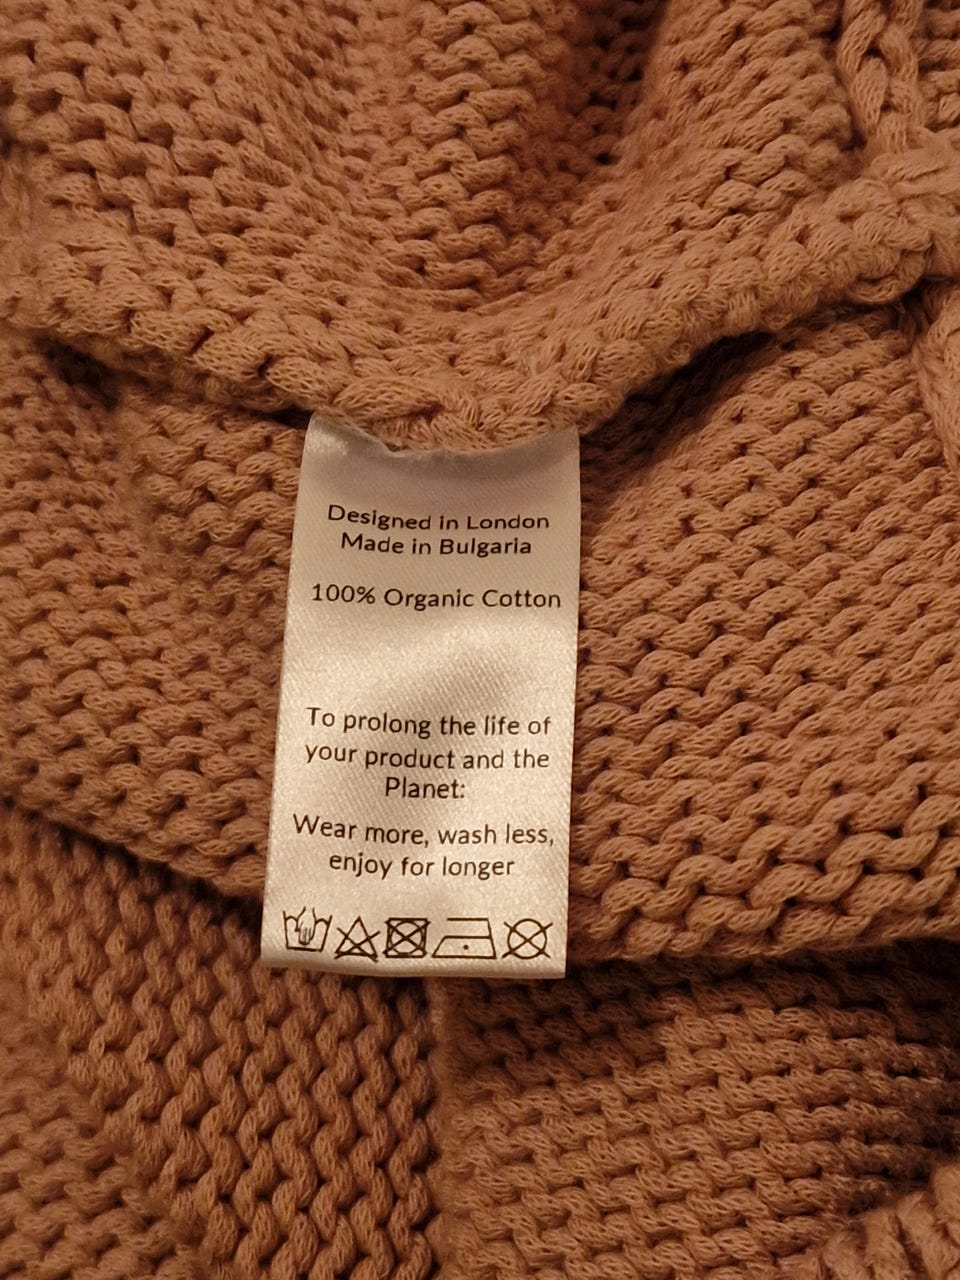 Designed in London
Made in Bulgaria
100% Organic Cotton
To prolong the life of
your product and the
Planet:
Wear more, wash less,
enjoy for longer